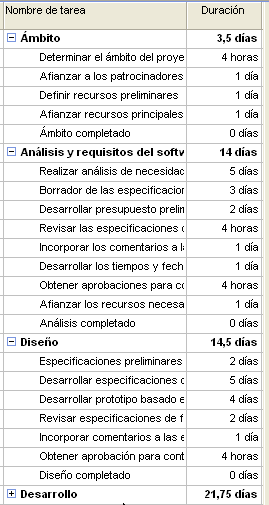 Nombre de tarea Duración
Ámbito 3,5 días
Determinar el ámbito del proye 4 horas
Afianzar a los patrocinadores 1 día
Definir recursos preliminares 1 día
Afianzar recursos principales 1 día
Ámbito completado 0 días
Análisis y requisitos del softw 14 días
Realizar análisis de necesidac 5 días
Borrador de las especificacior 3 días
Desarrollar presupuesto prelim 2 días
Revisar las especificaciones c 4 horas
Incorporar los comentarios a la 1 día
Desarrollar los tiempos y fech 1 día
Obtener aprobaciones para co 4 horas
Afianzar los recursos necesa 1 día
Análisis completado 0 días
Diseño 14,5 días
Especificaciones preliminares 2 días
Desarrollar especificaciones c 5 días
Desarrollar prototipo basado e 4 días
Revisar especificaciones de f 2 días
Incorporar comentarios a las e 1 día
Obtener aprobación para cont 4 horas
Diseño completado 0 días
Desarrollo 21,75 días